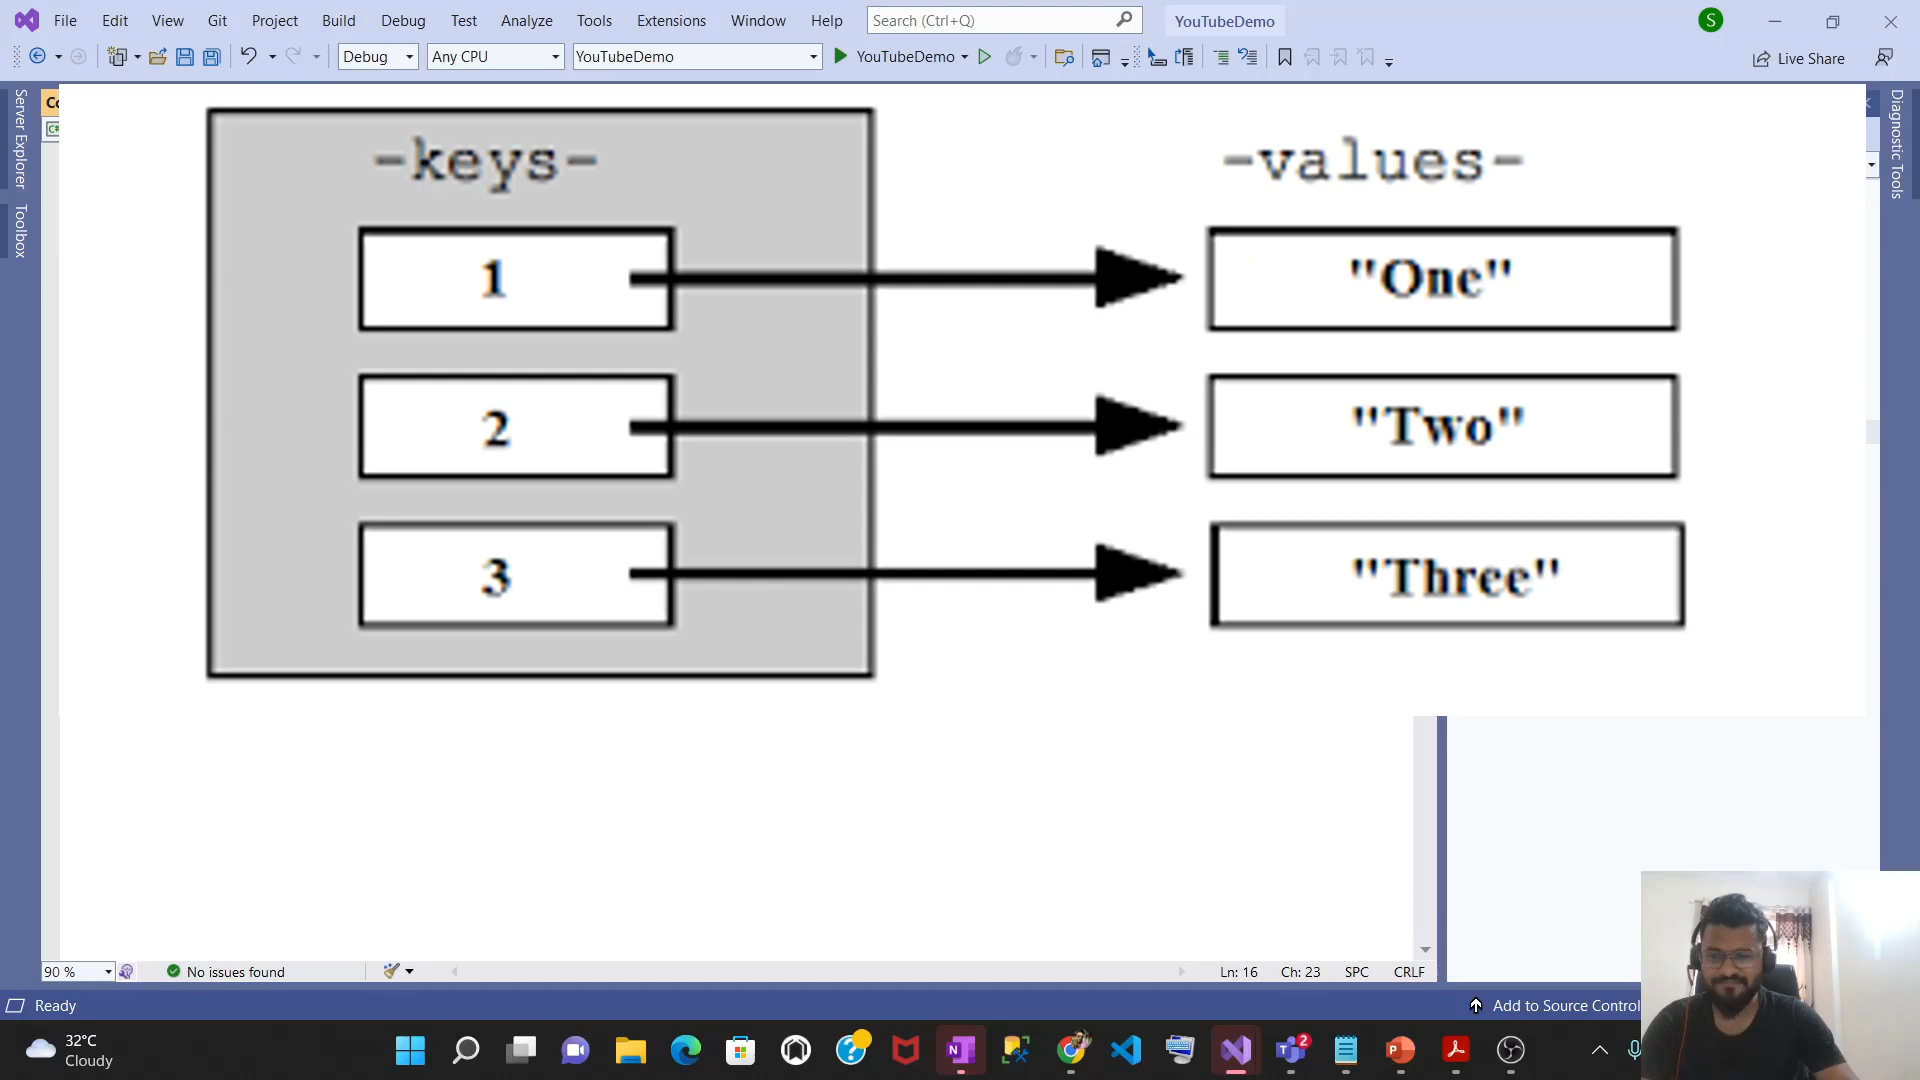 File Edit View Git Project Build Debug Test Analyze Tools Extensions Window Help Search (Ctrl+Q) YouTubeDemo S
Debug Any CPU YouTubeDemo YouTubeDemo Live Share
Server Explorer
Toolbox
Diagnostic Tools
-keys- -values-
1 "One"
2 "Two"
3 "Three"
90 % No issues found Ln: 16 Ch: 23 SPC CRLF
Ready Add to Source Control
32°C
Cloudy
2